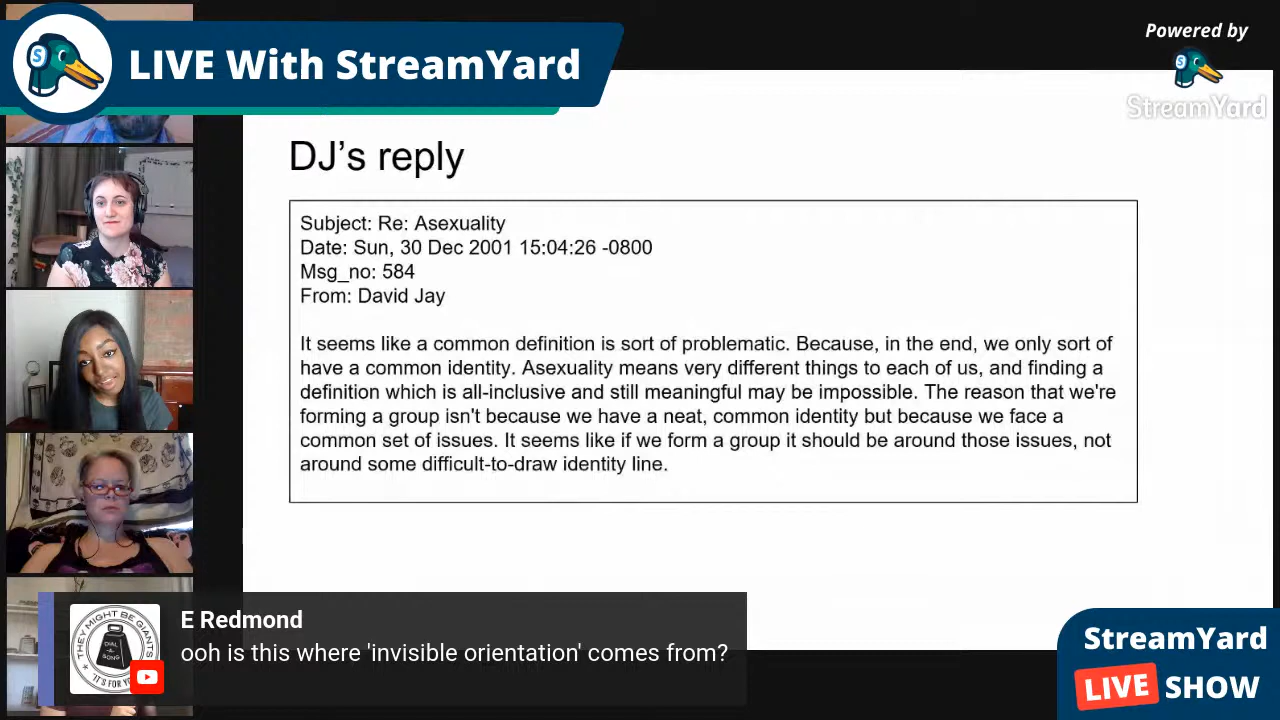 LIVE With StreamYard
S
Powered by
StreamYard
DJ's reply
Subject: Re: Asexuality
Date: Sun, 30 Dec 2001 15:04:26 -0800
Msg_no: 584
From: David Jay
It seems like a common definition is sort of problematic. Because, in the end, we only sort of
have a common identity. Asexuality means very different things to each of us, and finding a
definition which is all-inclusive and still meaningful may be impossible. The reason that we're
forming a group isn't because we have a neat, common identity but because we face a
common set of issues. It seems like if we form a group it should be around those issues, not
around some difficult-to-draw identity line.
THEY MIGHT BE GIANTS
DIAL-A-SONG
E Redmond
ooh is this where 'invisible orientation' comes from?
StreamYard
LIVE SHOW